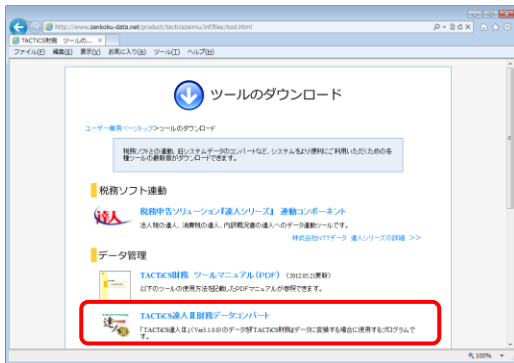 http://www.zenkoku-data.net/product/tacticszaimu/inf/files/tool.html
TACTiCS財務 ツールの...
ファイル(F) 編集(E) 表示(V) お気に入り(A) ツール(T) ヘルプ(H)
ツールのダウンロード
ユーザー専用ページトップ>ツールのダウンロード
税務ソフトとの連動、旧システムデータのコンバートなど、システムをより便利にご利用いただくための各
種ツールの最新版がダウンロードできます。
税務ソフト連動
達人
税務申告ソリューション『達人シリーズ』 連動コンポーネント
法人税の達人、消費税の達人、内訳概況書の達人へのデータ連動ツールです。
株式会社NTTデータ 達人シリーズの詳細 >>
データ管理
TACTiCS財務 ツールマニュアル(PDF) (2012.05.21更新)
以下のツールの使用方法を記載したPDFマニュアルが参照できます。
TACTiCS達人Ⅱ財務データコンバート
「TACTiCS達人Ⅱ」(Ver3.1.8.0)のデータを「TACTiCS財務」データに変換する場合に使用するプログラムで
す。
100%